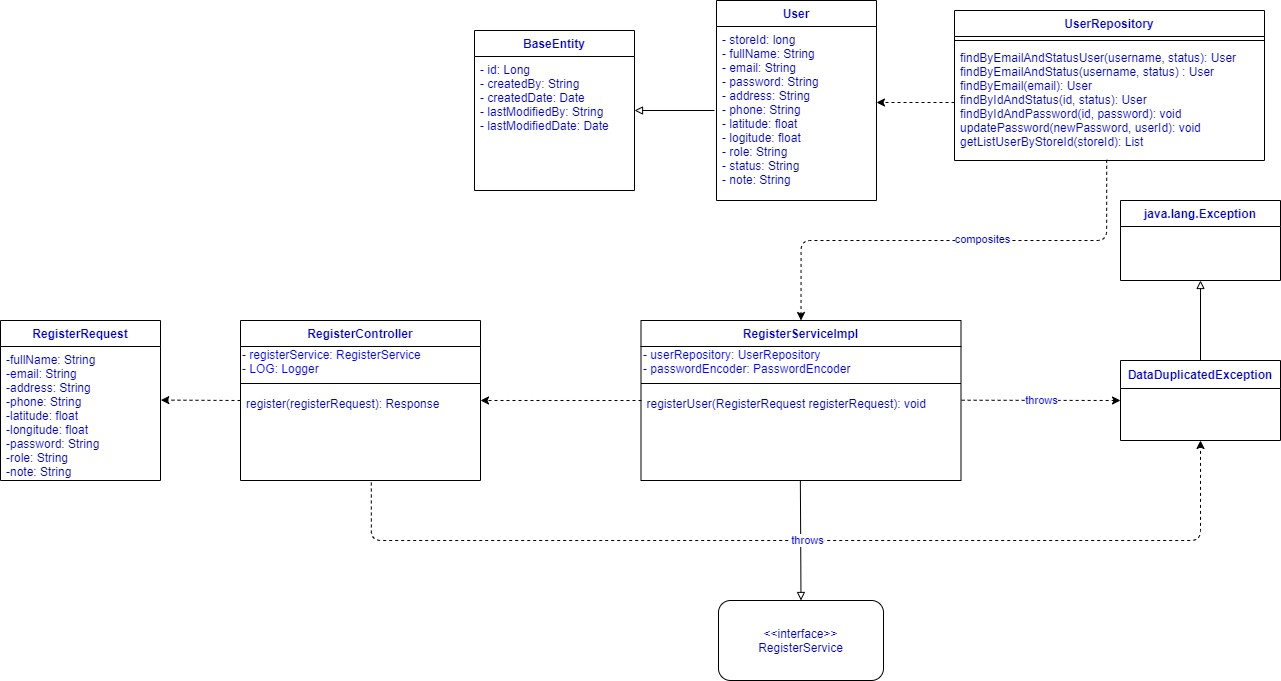 User
- storeId: long
- fullName: String
- email: String
- password: String
- address: String
- phone: String
- latitude: float
- logitude: float
- role: String
- status: String
- note: String
BaseEntity
- id: Long
- createdBy: String
- createdDate: Date
- lastModifiedBy: String
- lastModifiedDate: Date
UserRepository
findByEmailAndStatusUser(username, status): User
findByEmailAndStatus(username, status) : User
findByEmail(email): User
findByIdAndStatus(id, status): User
findByIdAndPassword(id, password): void
updatePassword(newPassword, userId): void
getListUserByStoreId(storeId): List
java.lang.Exception
composites
RegisterRequest
-fullName: String
-email: String
-address: String
-phone: String
-latitude: float
-longitude: float
-password: String
-role: String
-note: String
RegisterController
- registerService: RegisterService
- LOG: Logger
register(registerRequest): Response
RegisterServiceImpl
- userRepository: UserRepository
- passwordEncoder: PasswordEncoder
registerUser(RegisterRequest registerRequest): void
throws
DataDuplicatedException
throws
<<interface>>
RegisterService